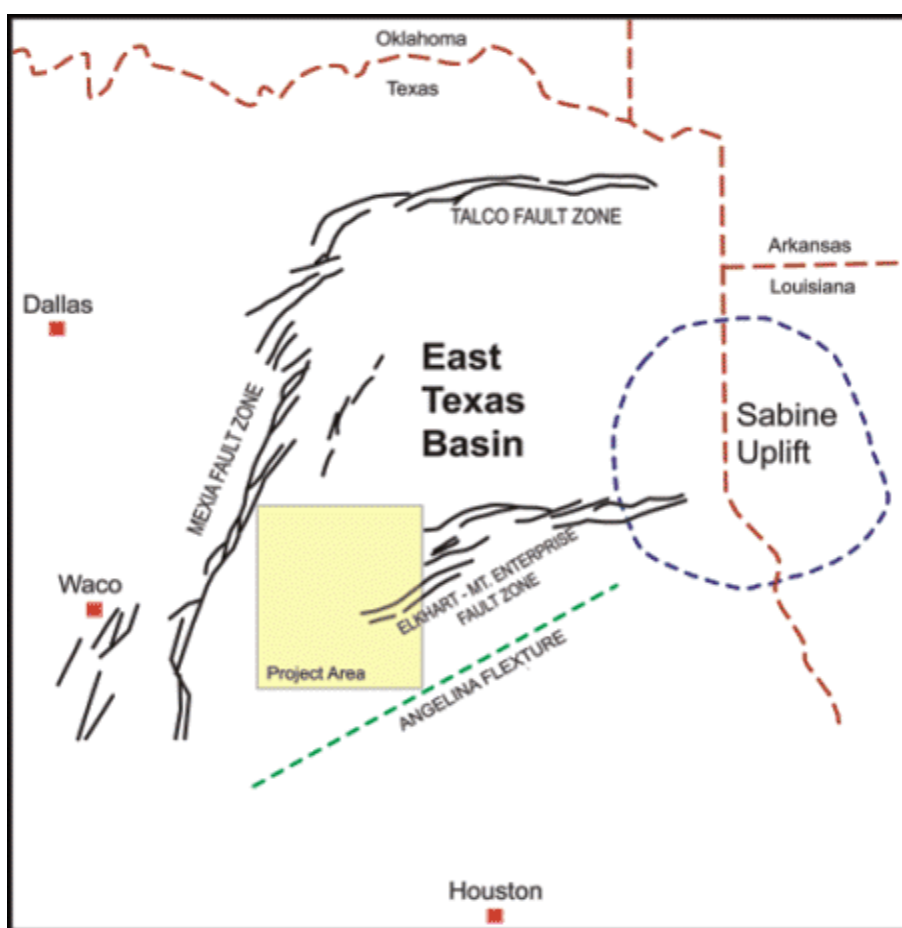 Oklahoma
Texas
TALCO FAULT ZONE
Arkansas
Louisiana
Dallas
East
Texas
Basin
Sabine
Uplift
MEXIA FAULT ZONE
Waco
ELKHART - MT. ENTERPRISE
FAULT ZONE
Project Area
ANGELINA FLEXTURE
Houston